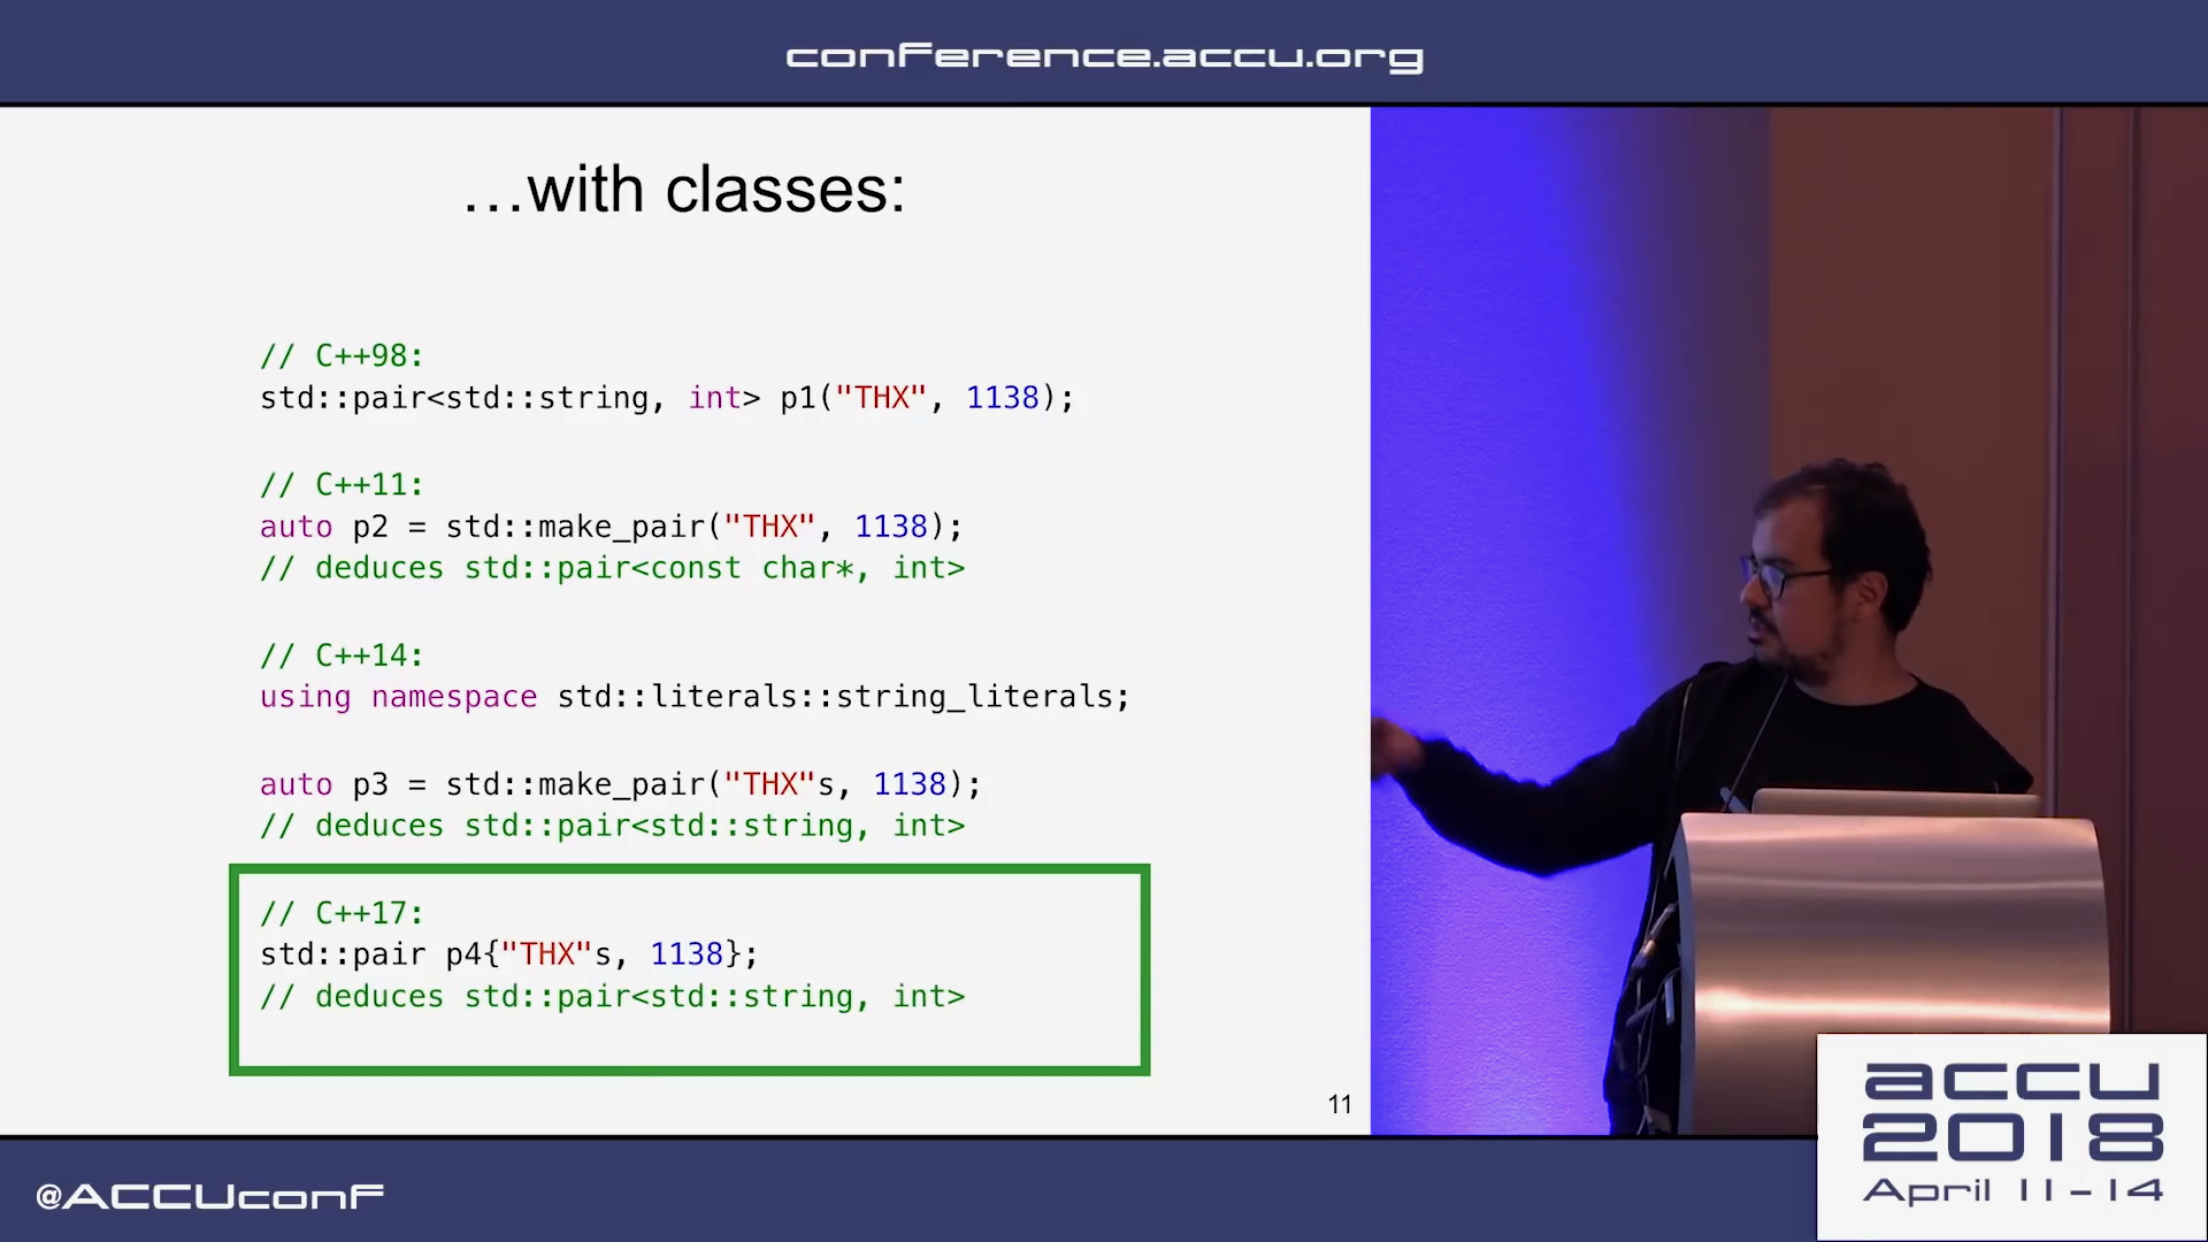 conference.accu.org
…with classes:
// C++98:
std::pair<std::string, int> p1("THX", 1138);
// C++11:
auto p2 = std::make_pair("THX", 1138);
// deduces std::pair<const char*, int>
// C++14:
using namespace std::literals::string_literals;
auto p3 = std::make_pair("THX"s, 1138);
// deduces std::pair<std::string, int>
// C++17:
std::pair p4{"THX"s, 1138};
// deduces std::pair<std::string, int>
11
@ACCUconf
accu
2018
April 11-14